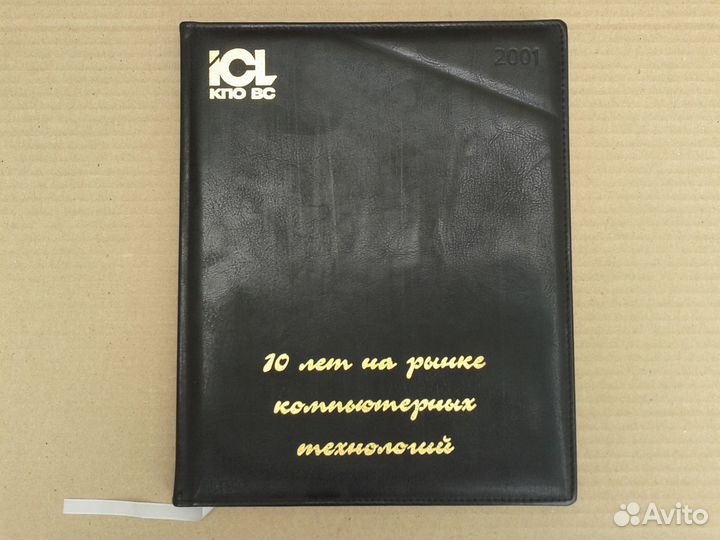 ICL
КПО ВС
2001
10 лет на рынке
компьютерных
технологий
Avito